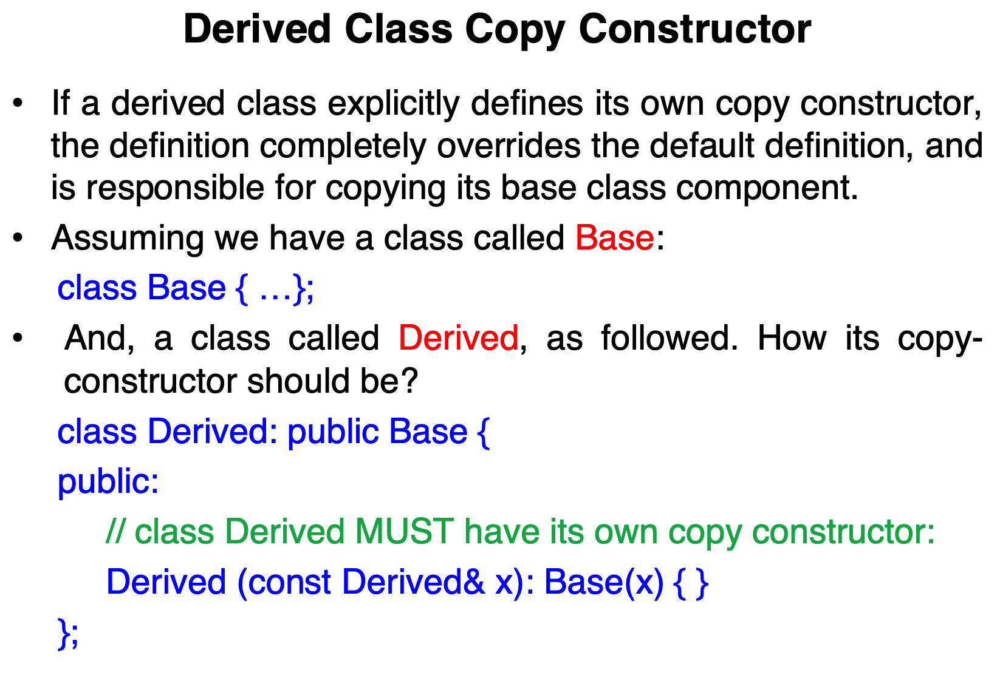 Derived Class Copy Constructor
• If a derived class explicitly defines its own copy constructor,
the definition completely overrides the default definition, and
is responsible for copying its base class component.
• Assuming we have a class called Base:
class Base { …};
• And, a class called Derived, as followed. How its copy-
constructor should be?
class Derived: public Base {
public:
// class Derived MUST have its own copy constructor:
Derived (const Derived& x): Base(x) { }
};